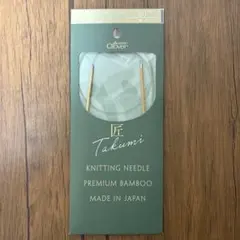 Clover
匠
Takumi
KNITTING NEEDLE
PREMIUM BAMBOO
MADE IN JAPAN